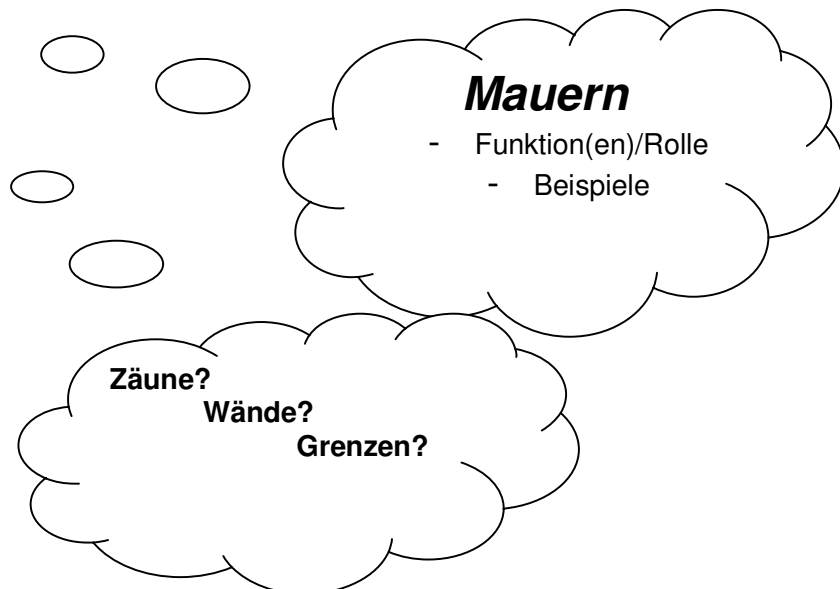 Mauern
- Funktion(en)/Rolle
- Beispiele
Zäune?
Wände?
Grenzen?